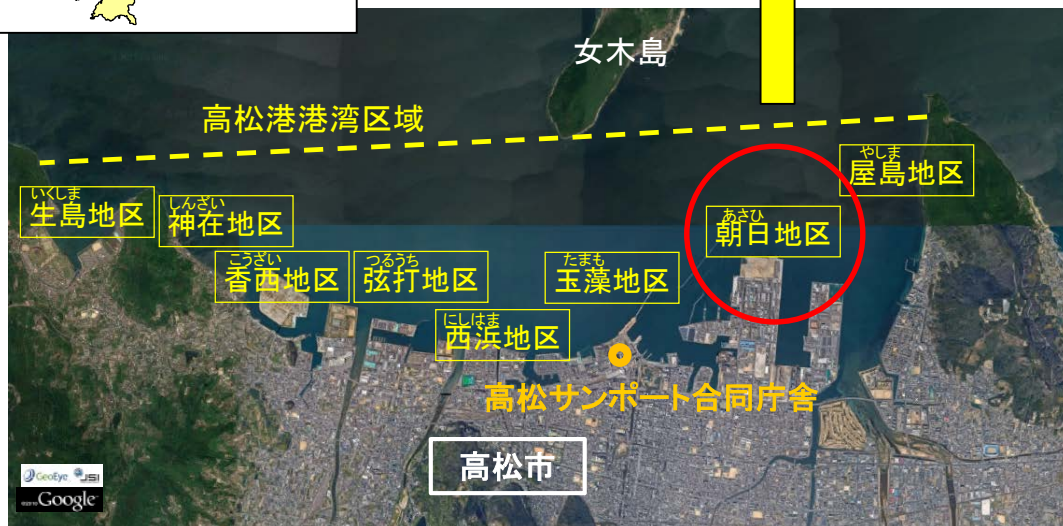 女木島
高松港港湾区域
やしま
屋島地区
いくしま
生島地区
しんざい
神在地区
あさひ
朝日地区
こうざい
香西地区
つるうち
弦打地区
たまも
玉藻地区
にしはま
西浜地区
高松サンポート合同庁舎
高松市
GeoEye JSI
Google